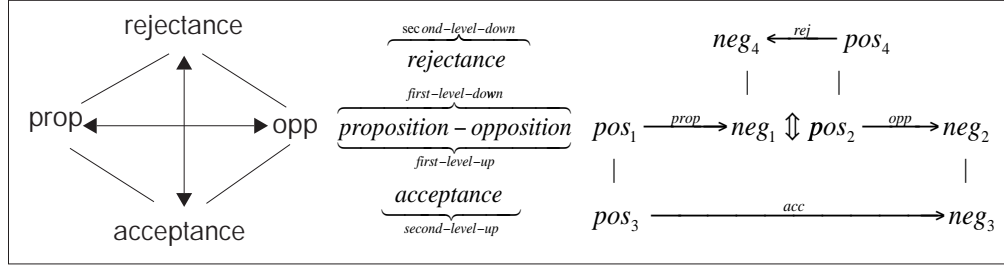 rejectance
prop
opp
acceptance
second-level-down
rejectance
first-level-down
proposition – opposition
first-level-up
acceptance
second-level-up
neg₄ ⟵ rej pos₄
| |
pos₁ ⟶ prop neg₁ ⇕ pos₂ ⟶ opp neg₂
| |
pos₃ ⟶ acc neg₃